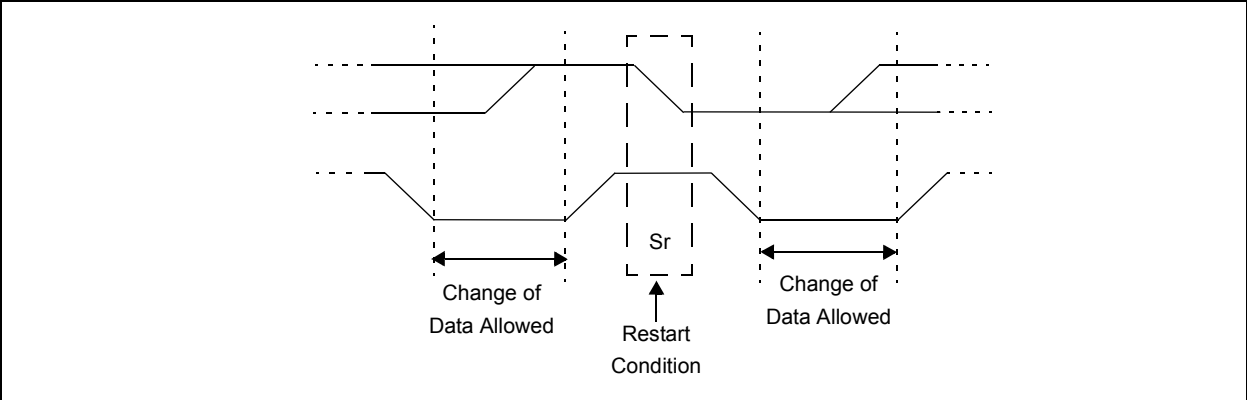 Sr
Change of
Data Allowed
Restart
Condition
Change of
Data Allowed